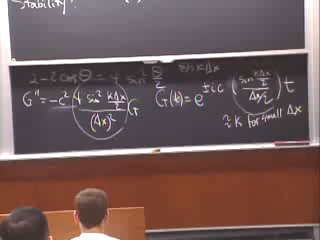 stability?
2-2 cos Θ = 4 sin² Θ/2
Θ = kΔx
G'' = -c² (4 sin² kΔx/2)/(Δx)² G
G(t) = e^{±ic (sin kΔx/2 / Δx/2) t}
≈ k for small Δx